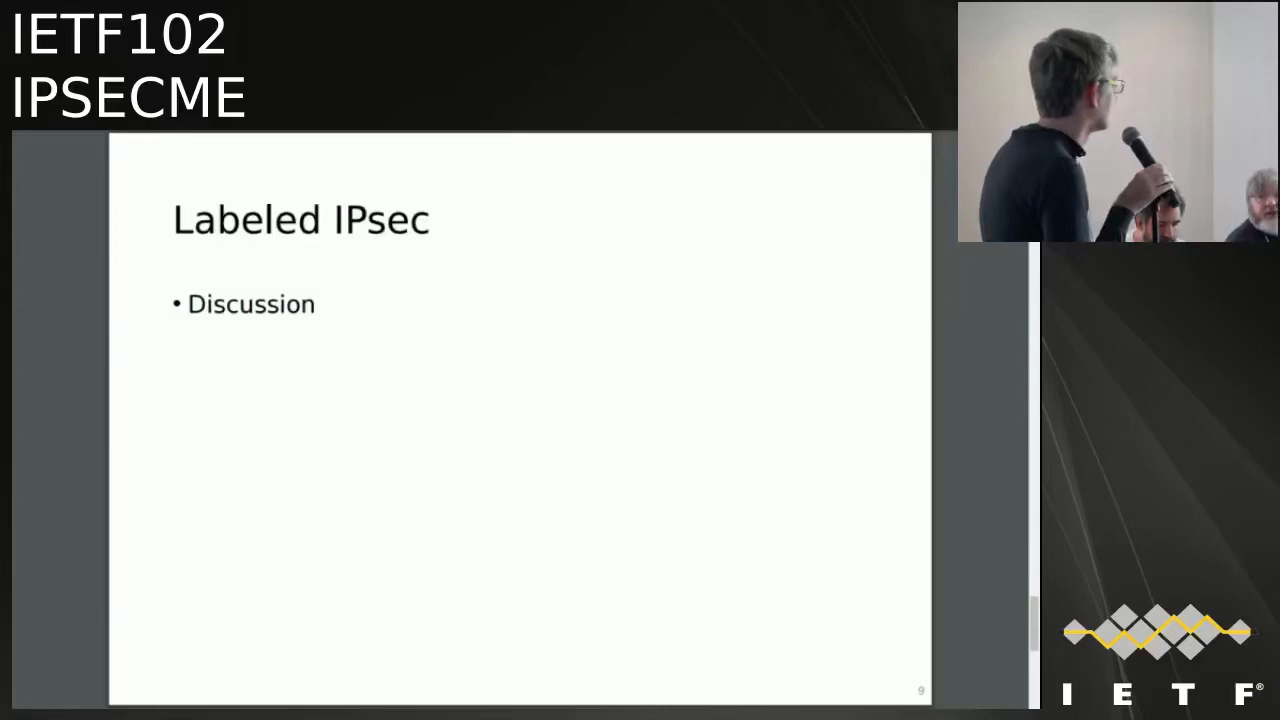 IETF102
IPSECME
Labeled IPsec
• Discussion
9
I E T F®